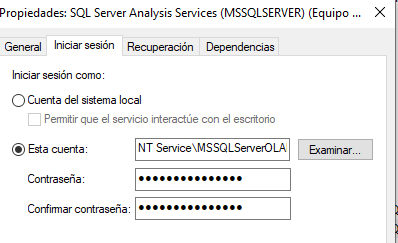 Propiedades: SQL Server Analysis Services (MSSQLSERVER) (Equipo ...
General Iniciar sesión Recuperación Dependencias
Iniciar sesión como:
Cuenta del sistema local
Permitir que el servicio interactúe con el escritorio
Esta cuenta: NT Service\MSSQLServerOLA Examinar...
Contraseña: ●●●●●●●●●●●●●●●
Confirmar contraseña: ●●●●●●●●●●●●●●●